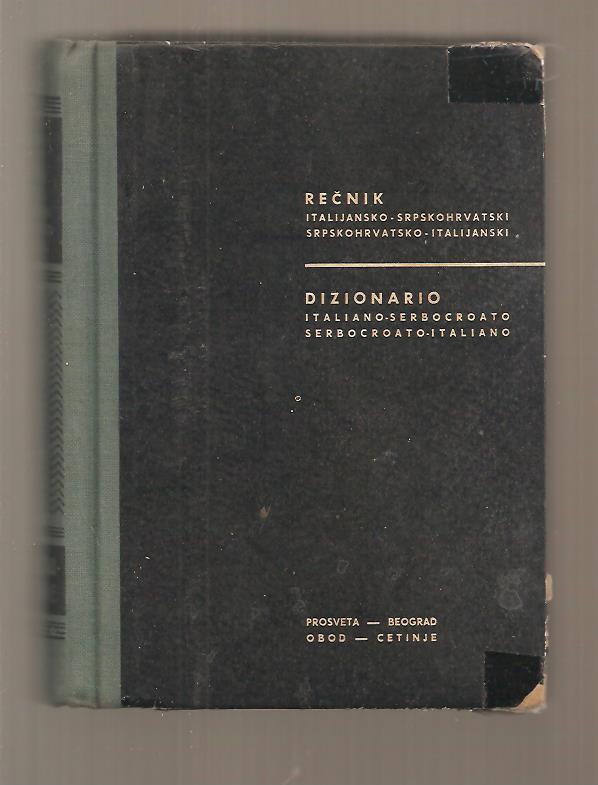 REČNIK
ITALIJANSKO-SRPSKOHRVATSKI
SRPSKOHRVATSKO-ITALIJANSKI
DIZIONARIO
ITALIANO-SERBOCROATO
SERBOCROATO-ITALIANO
PROSVETA — BEOGRAD
OBOD — CETINJE